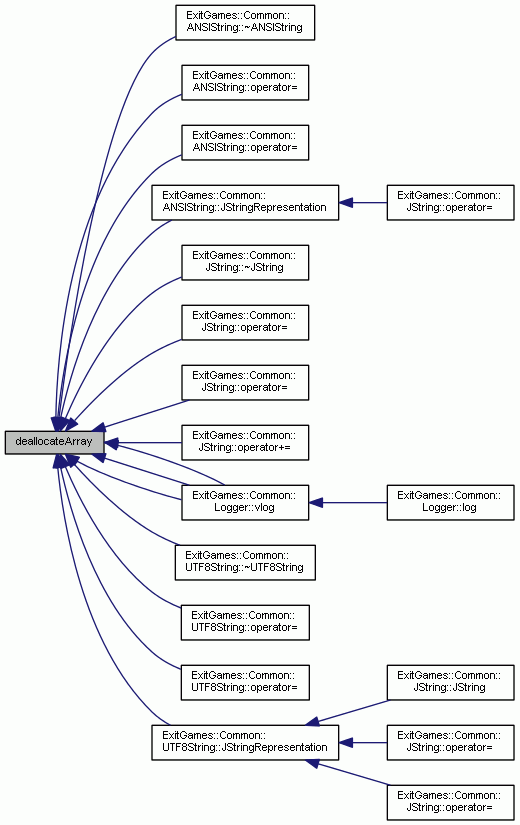 ExitGames::Common::
ANSIString::~ANSIString
ExitGames::Common::
ANSIString::operator=
ExitGames::Common::
ANSIString::operator=
ExitGames::Common::
ANSIString::JStringRepresentation
ExitGames::Common::
JString::operator=
ExitGames::Common::
JString::~JString
ExitGames::Common::
JString::operator=
ExitGames::Common::
JString::operator=
deallocateArray
ExitGames::Common::
JString::operator+=
ExitGames::Common::
Logger::vlog
ExitGames::Common::
Logger::log
ExitGames::Common::
UTF8String::~UTF8String
ExitGames::Common::
UTF8String::operator=
ExitGames::Common::
UTF8String::operator=
ExitGames::Common::
JString::JString
ExitGames::Common::
UTF8String::JStringRepresentation
ExitGames::Common::
JString::operator=
ExitGames::Common::
JString::operator=